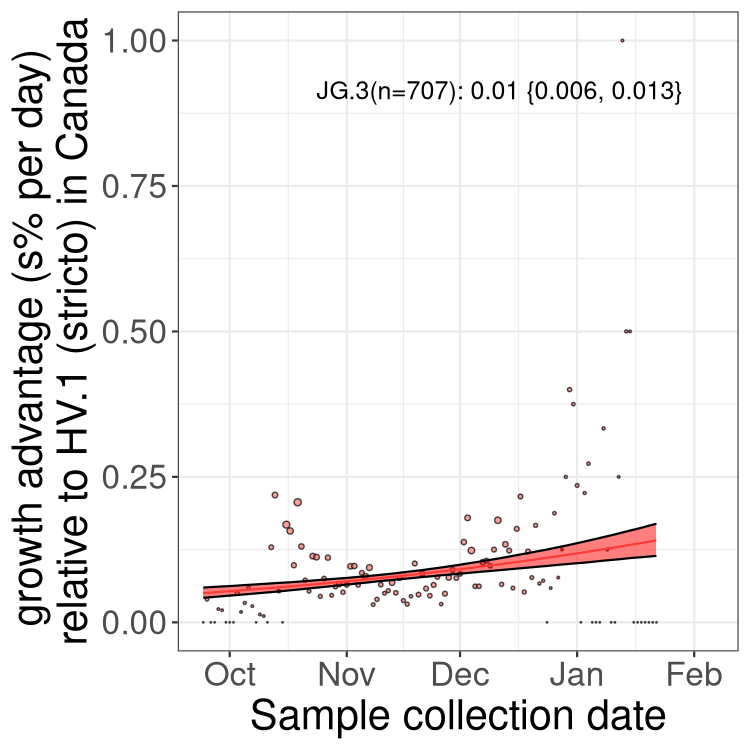 growth advantage (s% per day)
relative to HV.1 (stricto) in Canada
1.00
0.75
0.50
0.25
0.00
JG.3(n=707): 0.01 {0.006, 0.013}
Oct Nov Dec Jan Feb
Sample collection date